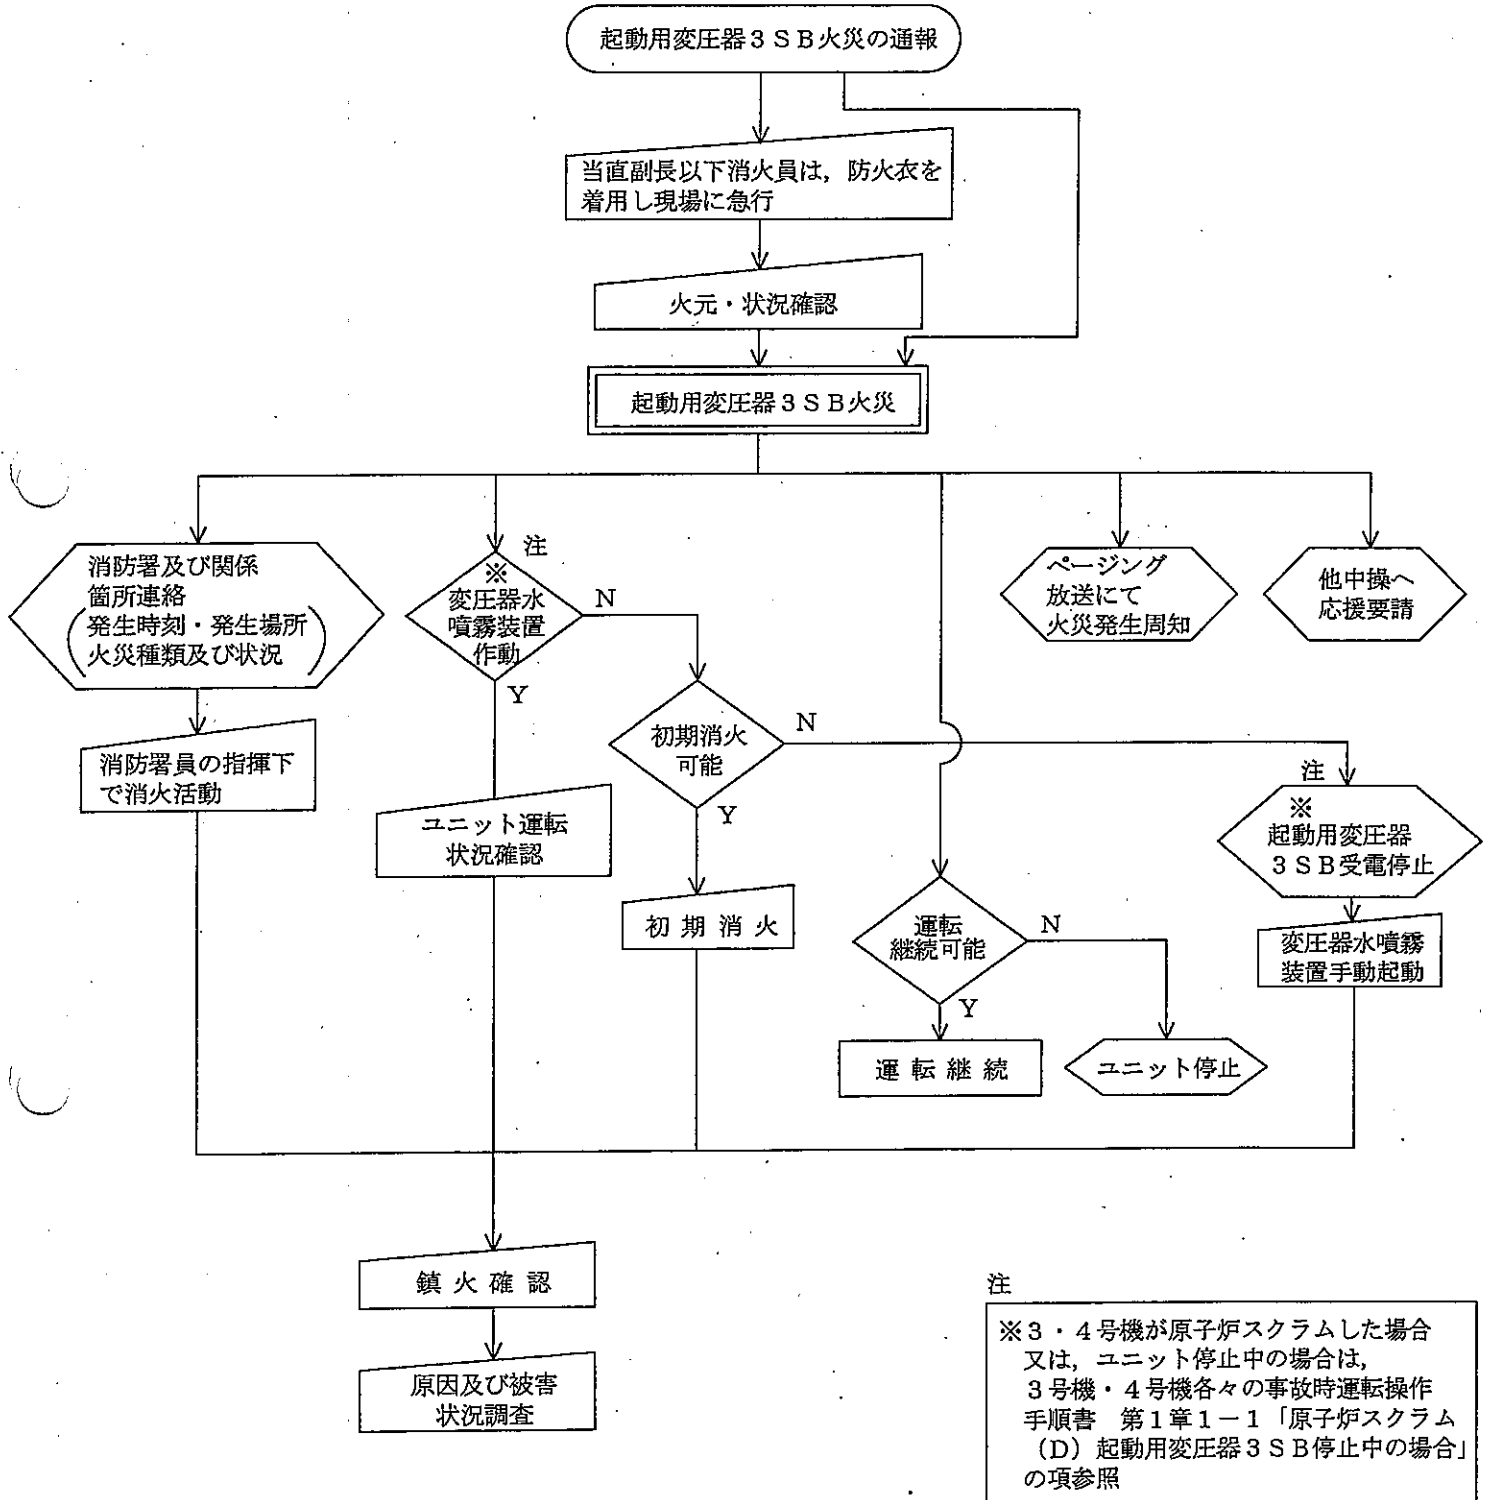 起動用変圧器3SB火災の通報
当直副長以下消火員は，防火衣を
着用し現場に急行
火元・状況確認
起動用変圧器3SB火災
消防署及び関係
箇所連絡
（発生時刻・発生場所
火災種類及び状況）
消防署員の指揮下
で消火活動
注
※
変圧器水
噴霧装置
作動
N
Y
ユニット運転
状況確認
初期消火
可能
N
Y
初期消火
運転
継続可能
N
Y
運転継続
ユニット停止
ページング
放送にて
火災発生周知
他中操へ
応援要請
注
※
起動用変圧器
3SB受電停止
変圧器水噴霧
装置手動起動
鎮火確認
原因及び被害
状況調査
注
※3・4号機が原子炉スクラムした場合
又は，ユニット停止中の場合は，
3号機・4号機各々の事故時運転操作
手順書　第1章1－1「原子炉スクラム
（D）起動用変圧器3SB停止中の場合」
の項参照